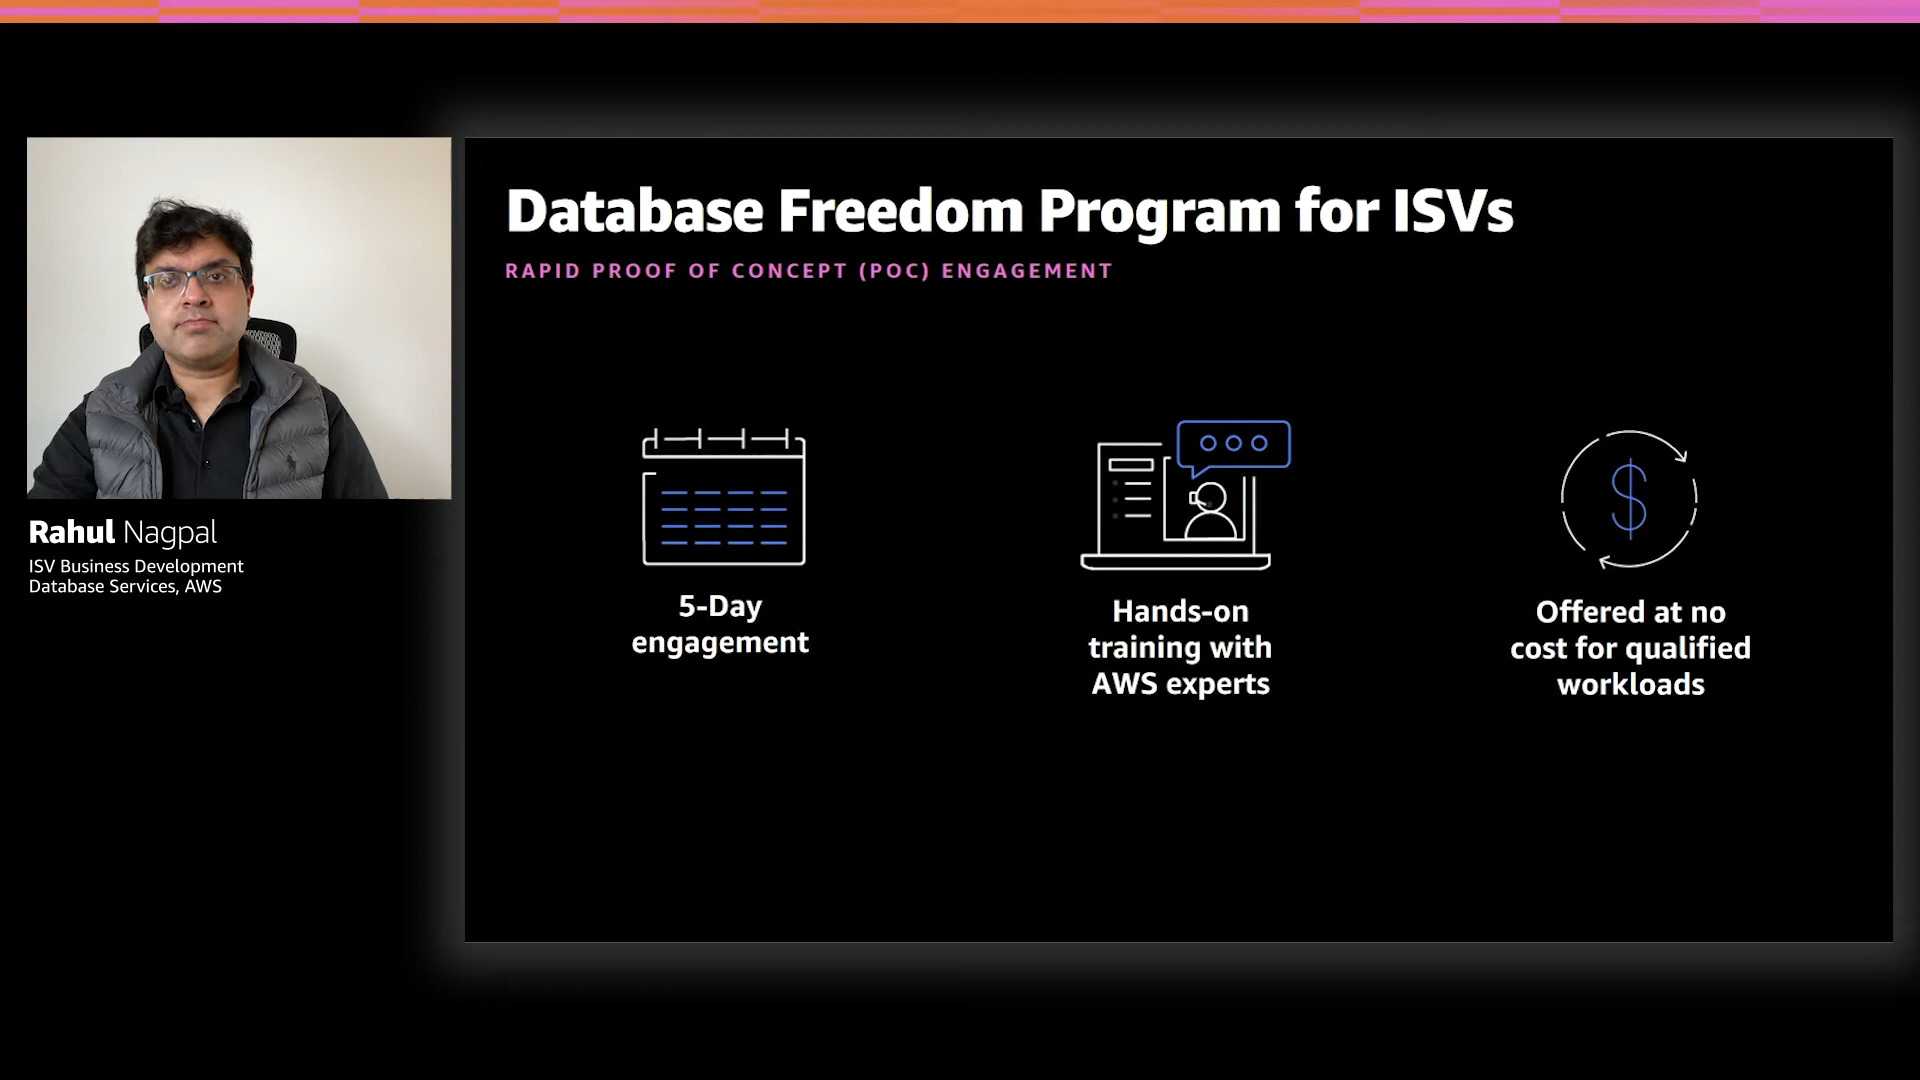 Database Freedom Program for ISVs
RAPID PROOF OF CONCEPT (POC) ENGAGEMENT
Rahul Nagpal
ISV Business Development
Database Services, AWS
5-Day
engagement
Hands-on
training with
AWS experts
Offered at no
cost for qualified
workloads